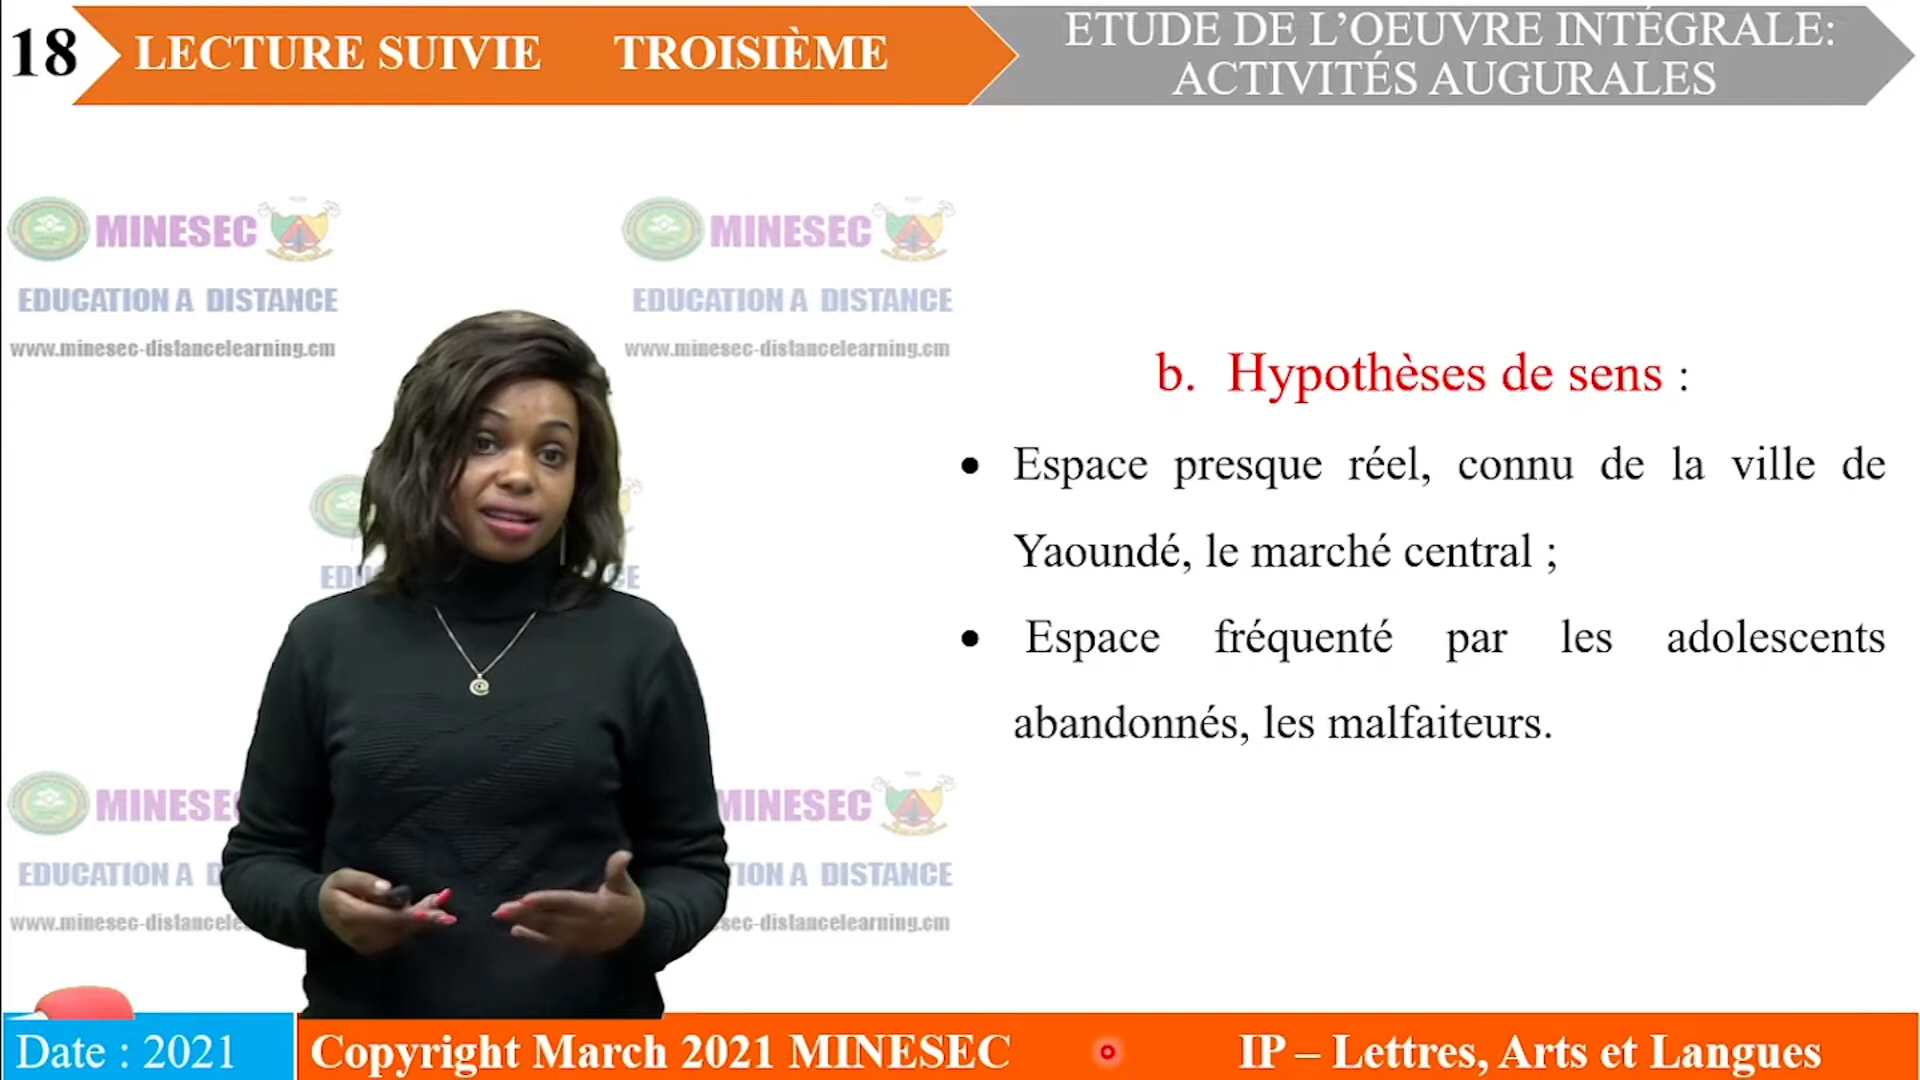 18
LECTURE SUIVIE TROISIÈME
ETUDE DE L’OEUVRE INTÉGRALE:
ACTIVITÉS AUGURALES
MINESEC
EDUCATION A DISTANCE
www.minesec-distancelearning.cm
MINESEC
EDUCATION A DISTANCE
www.minesec-distancelearning.cm
b. Hypothèses de sens :
• Espace presque réel, connu de la ville de
Yaoundé, le marché central ;
• Espace fréquenté par les adolescents
abandonnés, les malfaiteurs.
MINESEC
EDUCATION A
MINESEC
DISTANCE
Date : 2021
Copyright March 2021 MINESEC
IP – Lettres, Arts et Langues